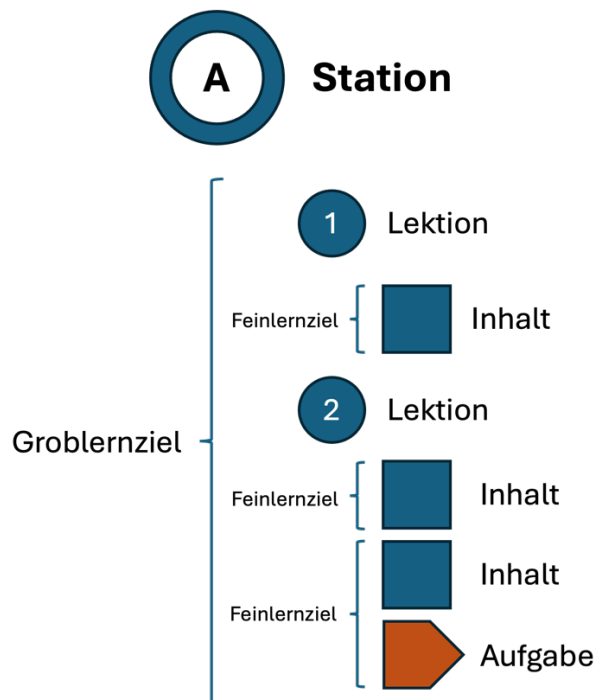 A Station
1 Lektion
Feinlernziel Inhalt
2 Lektion
Groblernziel
Feinlernziel Inhalt
Inhalt
Feinlernziel
Aufgabe